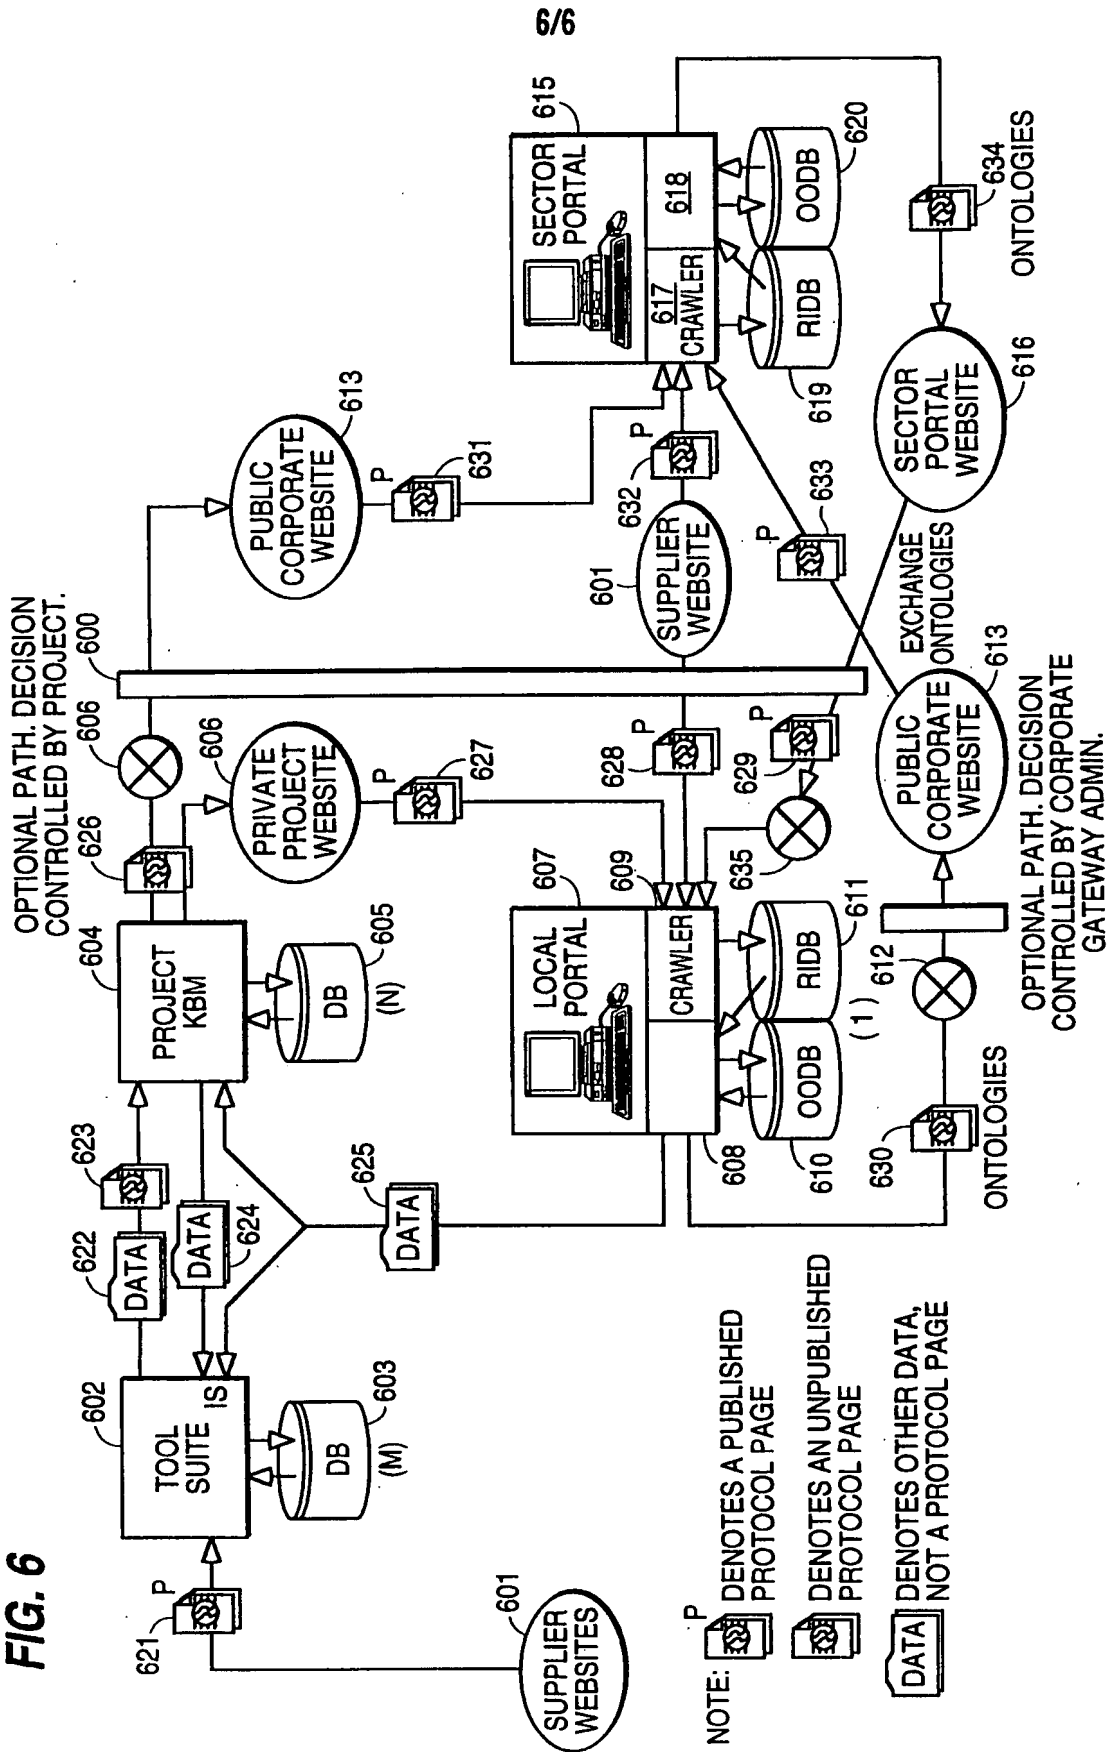 9/9
FIG. 6
OPTIONAL PATH. DECISION
CONTROLLED BY PROJECT.
602
TOOL
SUITE
IS
603
DB
(M)
621
P
601
SUPPLIER
WEBSITES
622
DATA
623
DATA
624
625
DATA
604
PROJECT
KBM
605
DB
(N)
626
606
606
PRIVATE
PROJECT
WEBSITE
P
627
600
613
PUBLIC
CORPORATE
WEBSITE
P
631
607
LOCAL
PORTAL
609
CRAWLER
608
OODB
610
RIDB
611
(1)
628
P
629
P
635
601
SUPPLIER
WEBSITE
632
P
615
SECTOR
PORTAL
617
CRAWLER
618
RIDB
619
OODB
620
633
P
EXCHANGE
ONTOLOGIES
630
ONTOLOGIES
612
PUBLIC
CORPORATE
WEBSITE
613
SECTOR
PORTAL
WEBSITE
616
634
ONTOLOGIES
OPTIONAL PATH. DECISION
CONTROLLED BY CORPORATE
GATEWAY ADMIN.
NOTE:
P
DENOTES A PUBLISHED
PROTOCOL PAGE
DENOTES AN UNPUBLISHED
PROTOCOL PAGE
DATA
DENOTES OTHER DATA,
NOT A PROTOCOL PAGE